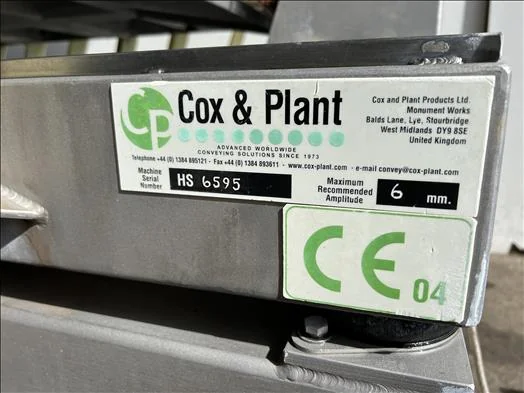 CP
Cox & Plant
ADVANCED WORLDWIDE
CONVEYING SOLUTIONS SINCE 1973
Cox and Plant Products Ltd.
Monument Works
Balds Lane, Lye, Stourbridge
West Midlands DY9 8SE
United Kingdom
Telephone +44 (0) 1384 895121 - Fax +44 (0) 1384 893611 - www.cox-plant.com - e-mail convey@cox-plant.com
Machine
Serial
Number
HS 6595
Maximum
Recommended
Amplitude
6 mm.
CE 04